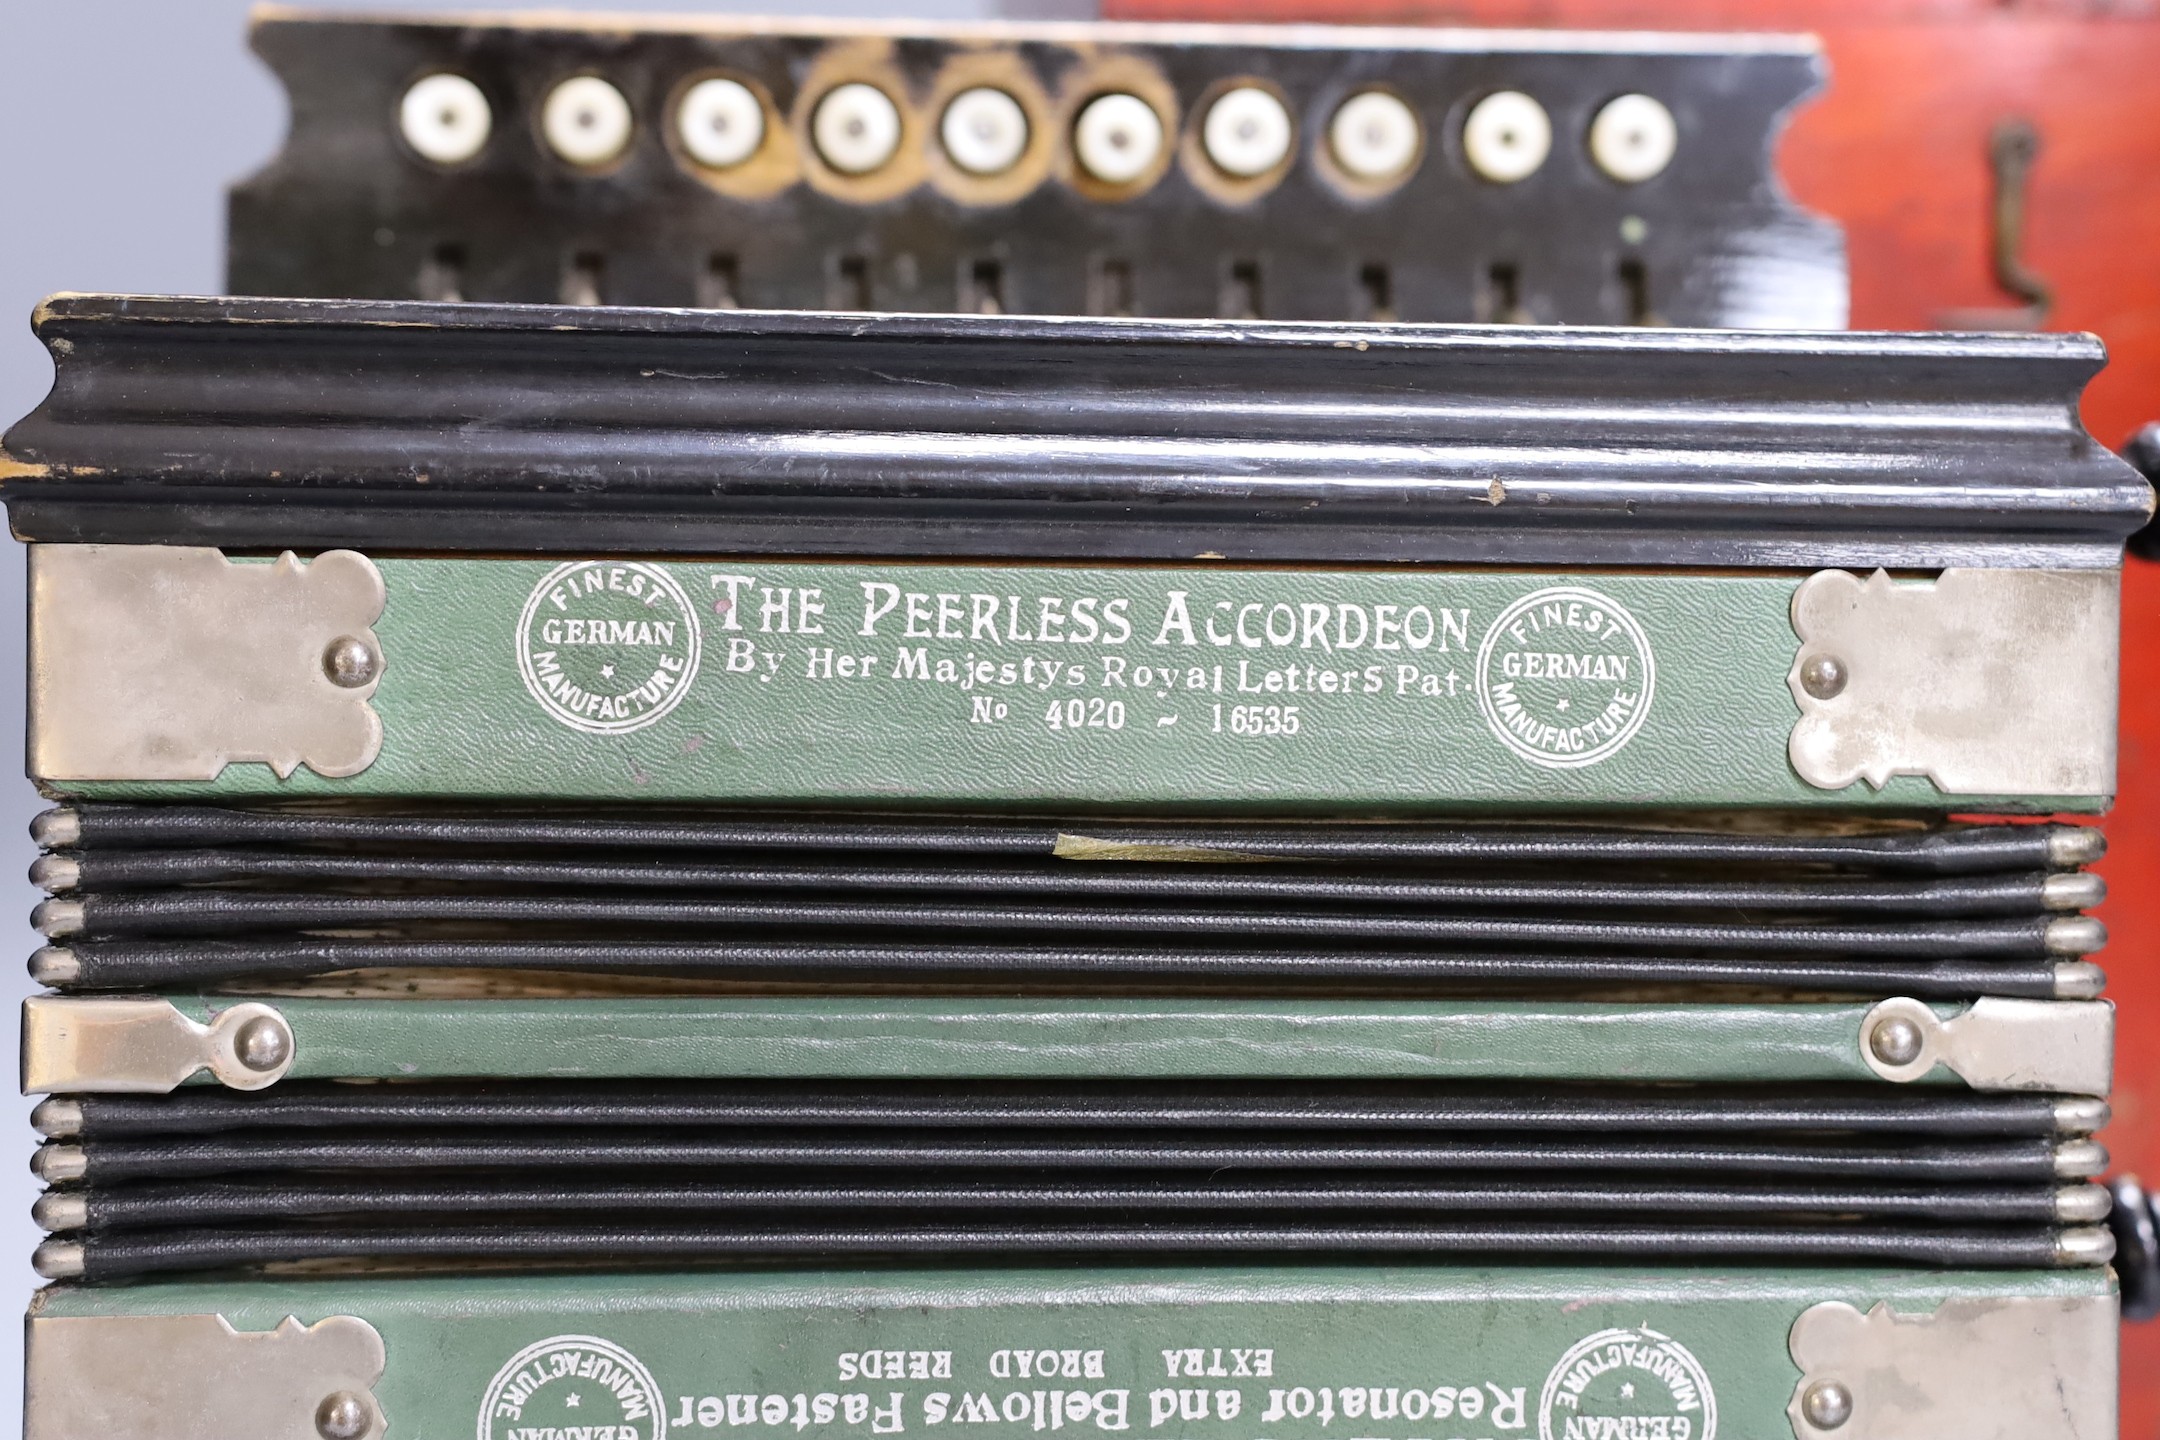 FINEST
GERMAN
MANUFACTURE
THE PEERLESS ACCORDEON
By Her Majestys Royal Letters Pat.
No 4020 ~ 16535
FINEST
GERMAN
MANUFACTURE
GERMAN
MANUFACTURE
Resonator and Bellows Fastener
EXTRA BROAD REEDS
GERMAN
MANUFACTURE